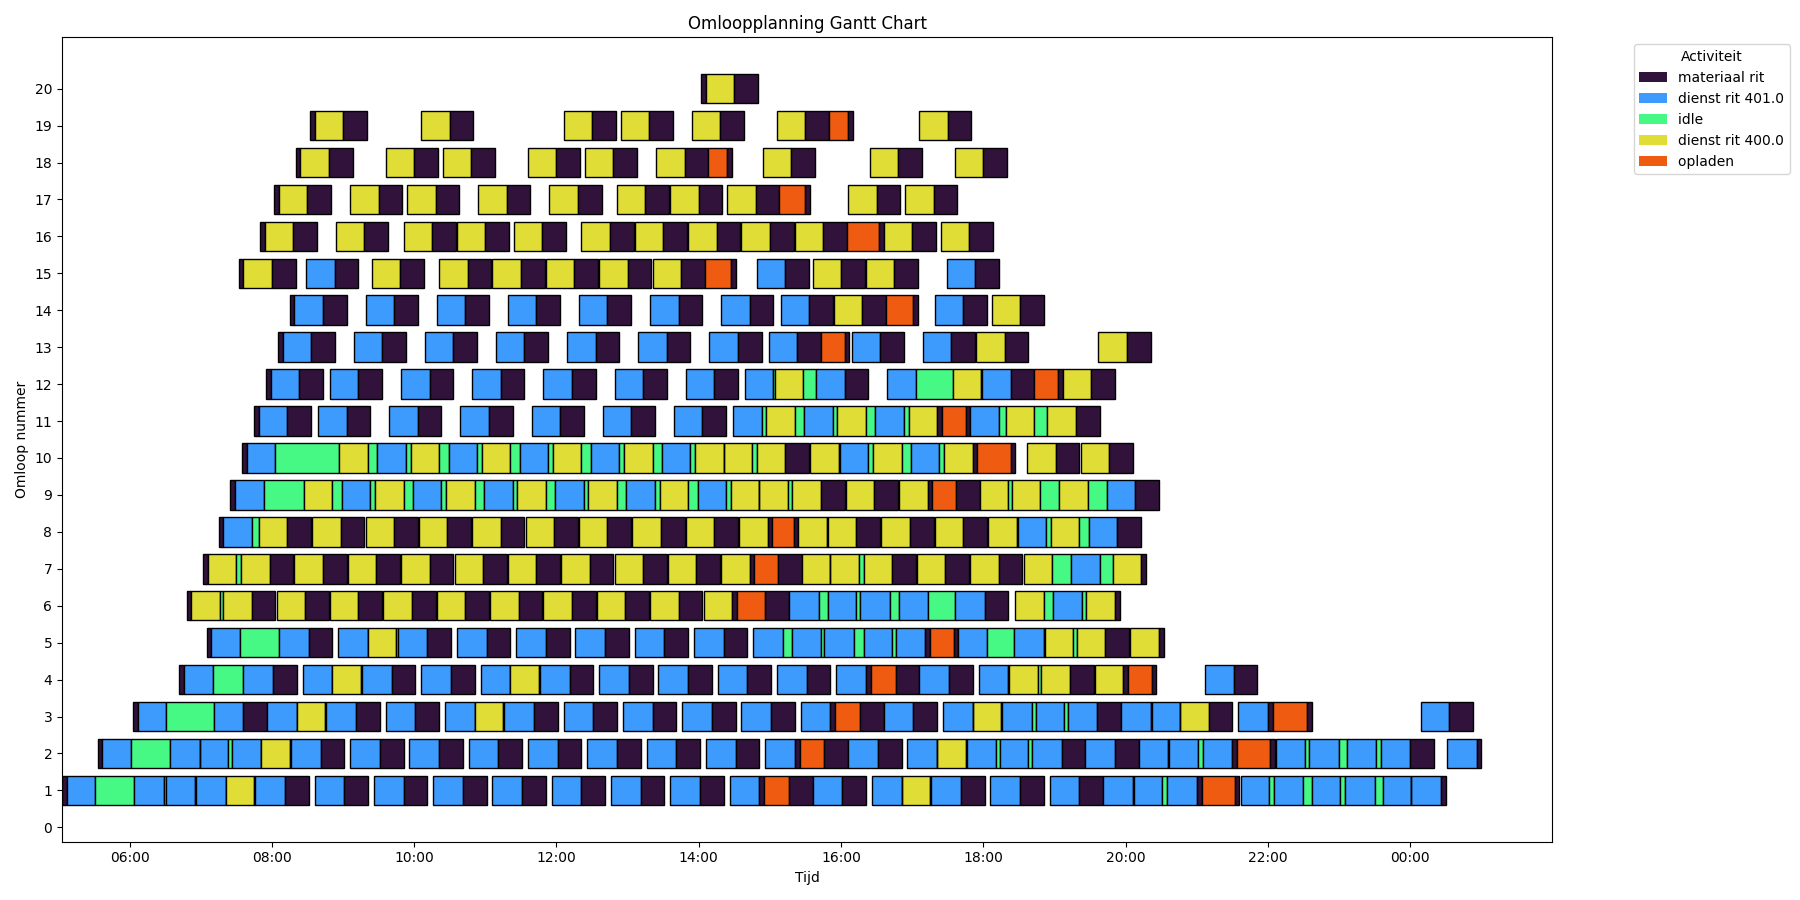 Omloopplanning Gantt Chart
Activiteit
materiaal rit
dienst rit 401.0
idle
dienst rit 400.0
opladen
Omloop nummer
20
19
18
17
16
15
14
13
12
11
10
9
8
7
6
5
4
3
2
1
0
06:00 08:00 10:00 12:00 14:00 16:00 18:00 20:00 22:00 00:00
Tijd